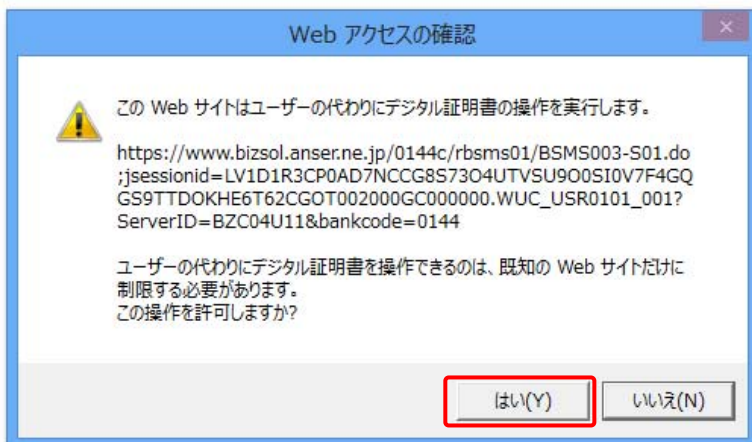 Web アクセスの確認
この Web サイトはユーザーの代わりにデジタル証明書の操作を実行します。
https://www.bizsol.anser.ne.jp/0144c/rbsms01/BSMS003-S01.do
;jsessionid=LV1D1R3CP0AD7NCCG8S73O4UTVSU9O0SI0V7F4GQ
GS9TTDOKHE6T62CGOT002000GC000000.WUC_USR0101_001?
ServerID=BZC04U11&bankcode=0144
ユーザーの代わりにデジタル証明書を操作できるのは、既知の Web サイトだけに
制限する必要があります。
この操作を許可しますか?
はい(Y)
いいえ(N)